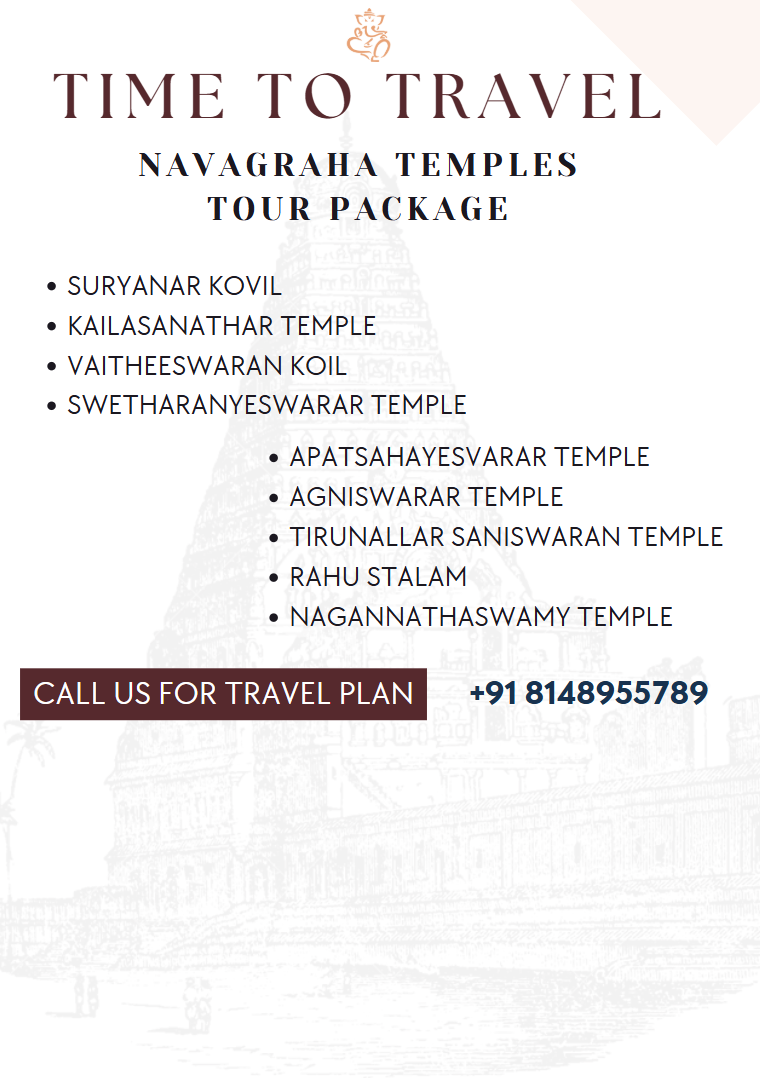 TIME TO TRAVEL
NAVAGRAHA TEMPLES
TOUR PACKAGE
• SURYANAR KOVIL
• KAILASANATHAR TEMPLE
• VAITHEESWARAN KOIL
• SWETHARANYESWARAR TEMPLE
• APATSAHAYESVARAR TEMPLE
• AGNISWARAR TEMPLE
• TIRUNALLAR SANISWARAN TEMPLE
• RAHU STALAM
• NAGANNATHASWAMY TEMPLE
CALL US FOR TRAVEL PLAN
+91 8148955789